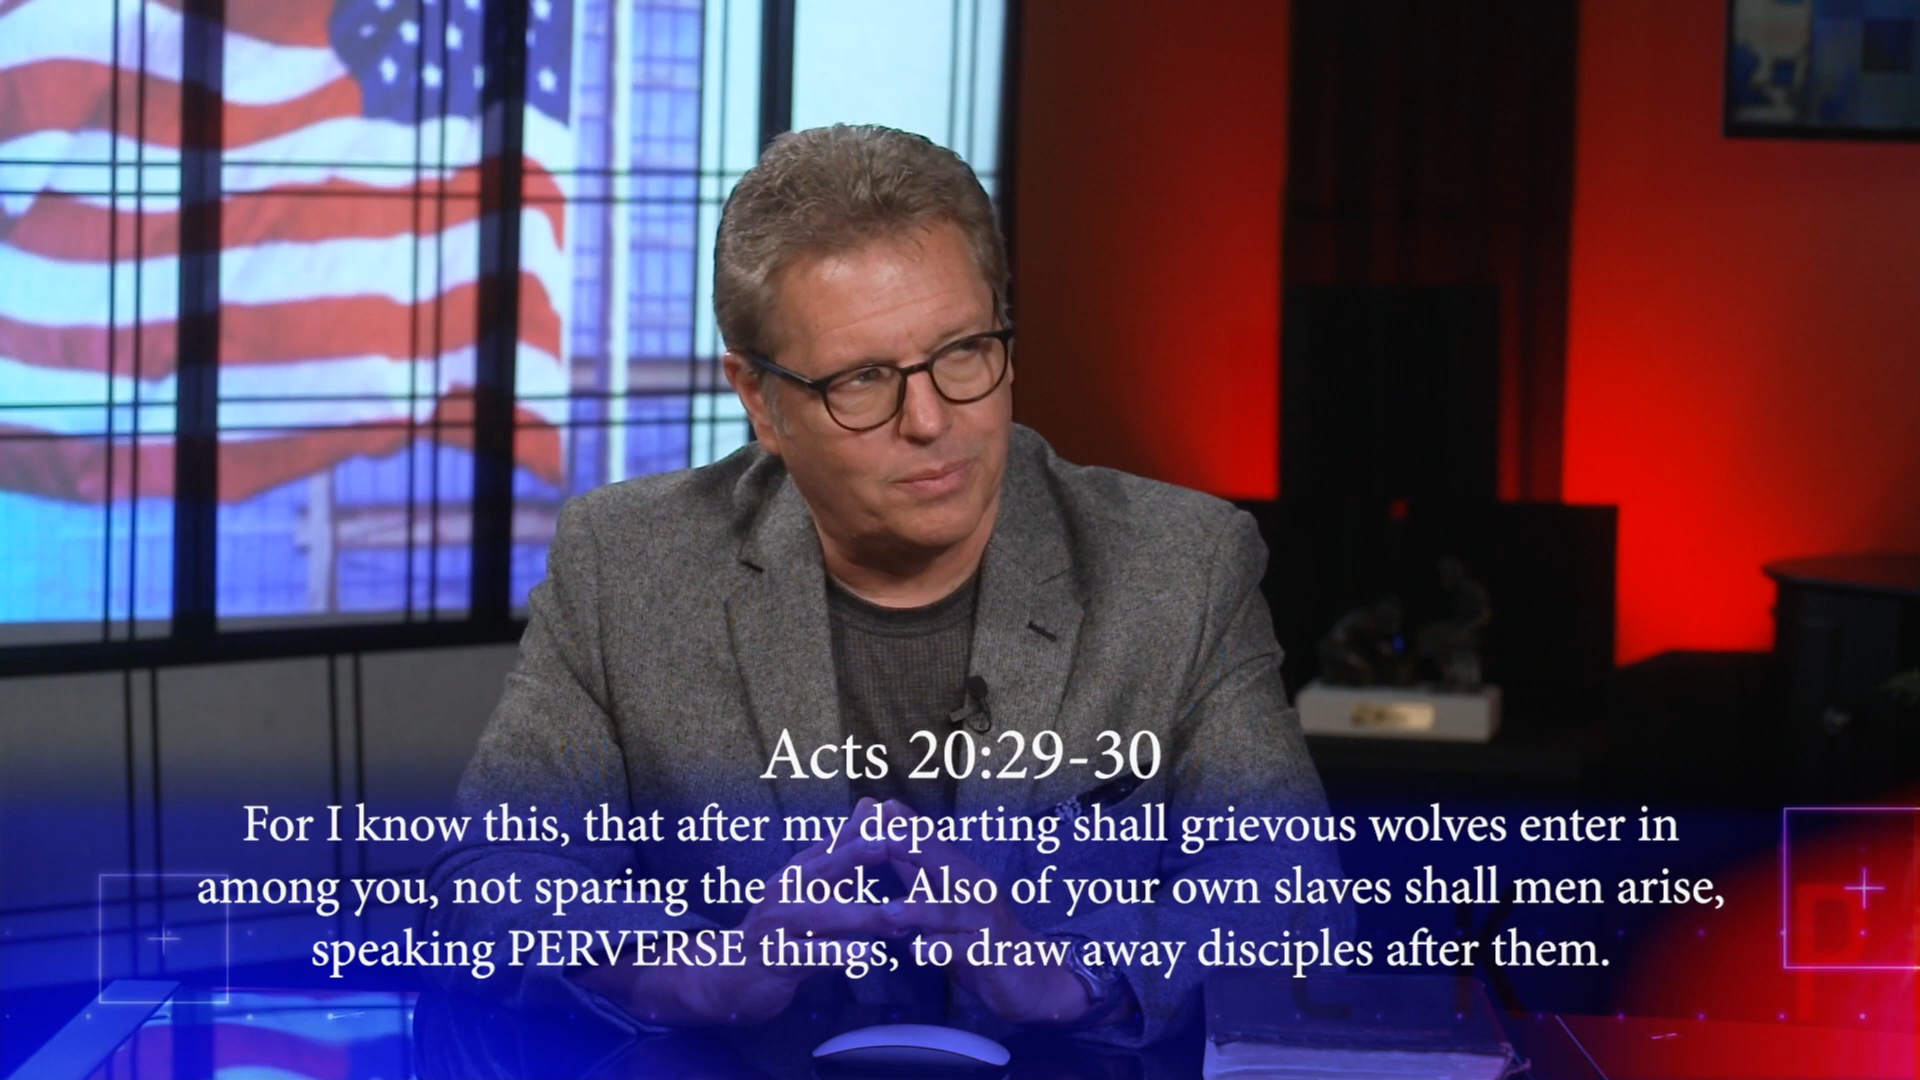 Acts 20:29-30
For I know this, that after my departing shall grievous wolves enter in
among you, not sparing the flock. Also of your own slaves shall men arise,
speaking PERVERSE things, to draw away disciples after them.